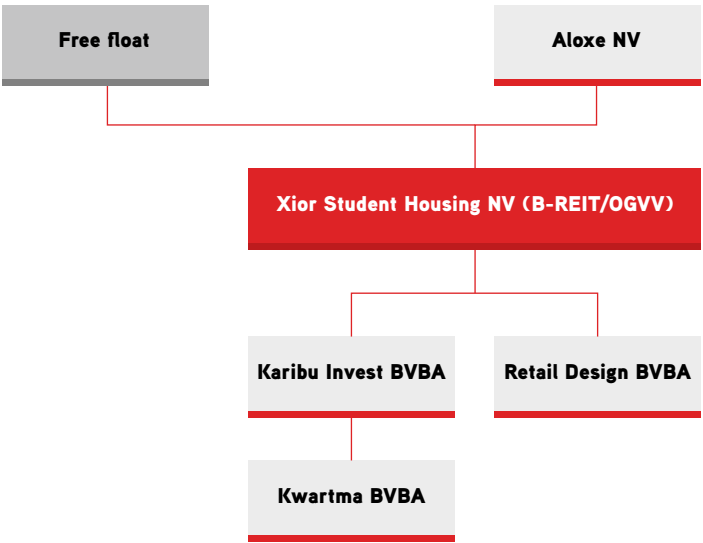 Free float
Aloxe NV
Xior Student Housing NV (B-REIT/OGVV)
Karibu Invest BVBA
Retail Design BVBA
Kwartma BVBA